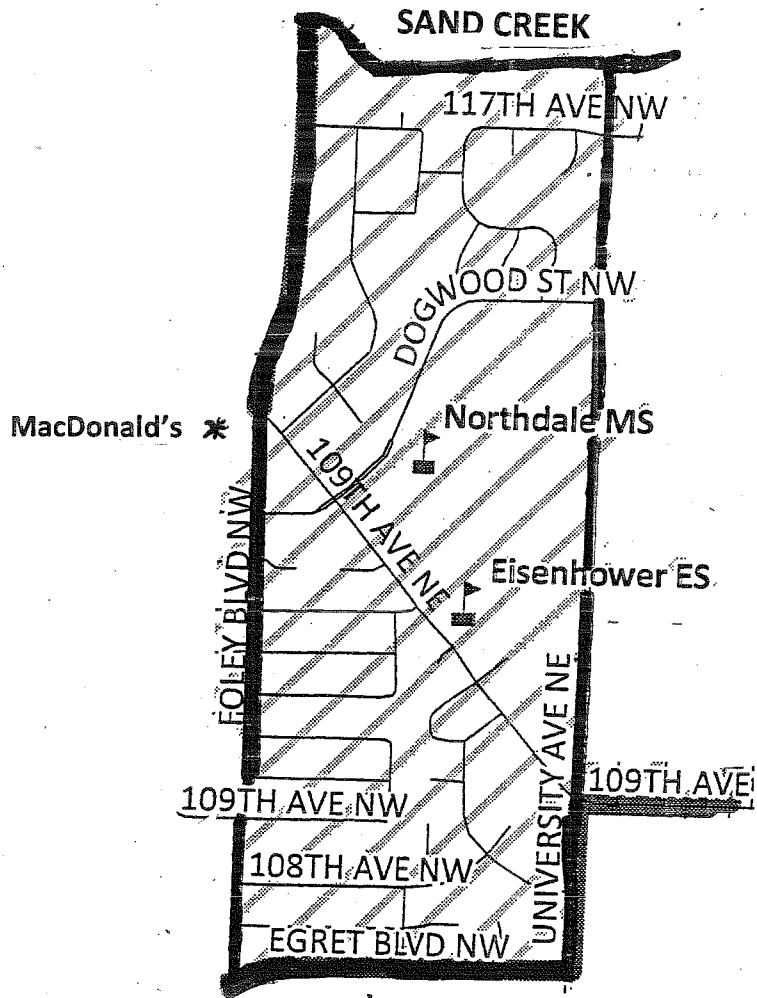 SAND CREEK
117TH AVE NW
DOGWOOD ST NW
MacDonald's
Northdale MS
109TH AVE NE
FOLEY BLVD NW
Eisenhower ES
UNIVERSITY AVE NE
109TH AVE
109TH AVE NW
108TH AVE NW
EGRET BLVD NW